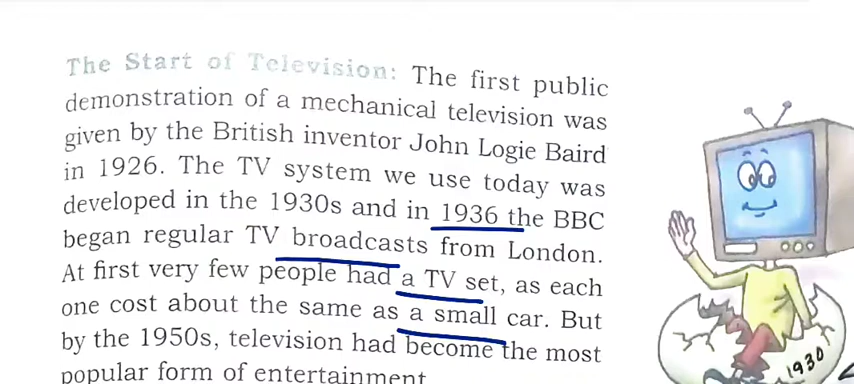 The Start of Television: The first public
demonstration of a mechanical television was
given by the British inventor John Logie Baird
in 1926. The TV system we use today was
developed in the 1930s and in 1936 the BBC
began regular TV broadcasts from London.
At first very few people had a TV set, as each
one cost about the same as a small car. But
by the 1950s, television had become the most
popular form of entertainment.
1930